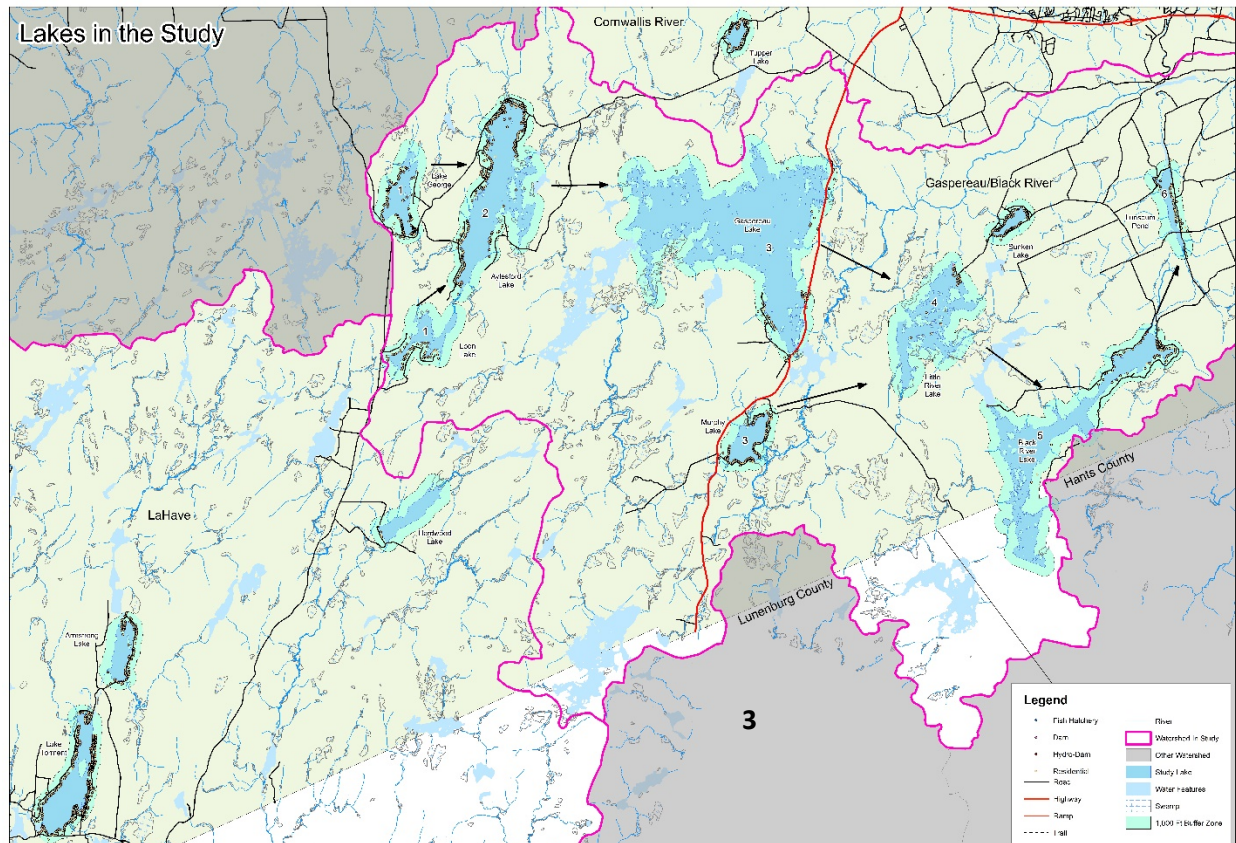 Lakes in the Study
Cornwallis River
Tupper
Lake
Lake
George
1
2
Gaspereau/Black River
6
Pond
Gaspereau
Lake
3
Sunken
Lake
Aylesford
Lake
4
1
Loon
Lake
Little
River
Lake
Murphy
Lake
3
5
Black
River
Lake
Hants County
LaHave
Hardwood
Lake
Lunenburg County
Armstrong
Lake
3
Lake
Torment
Legend
Fish Hatchery
Dam
Hydro-Dam
Residential
Road
Highway
Ramp
Trail
River
Watershed In Study
Other Watershed
Study Lake
Water Features
Swamp
1,000 Ft Buffer Zone